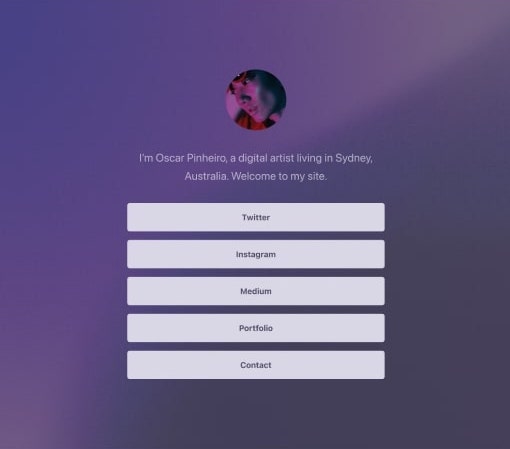 I'm Oscar Pinheiro, a digital artist living in Sydney,
Australia. Welcome to my site.
Twitter
Instagram
Medium
Portfolio
Contact